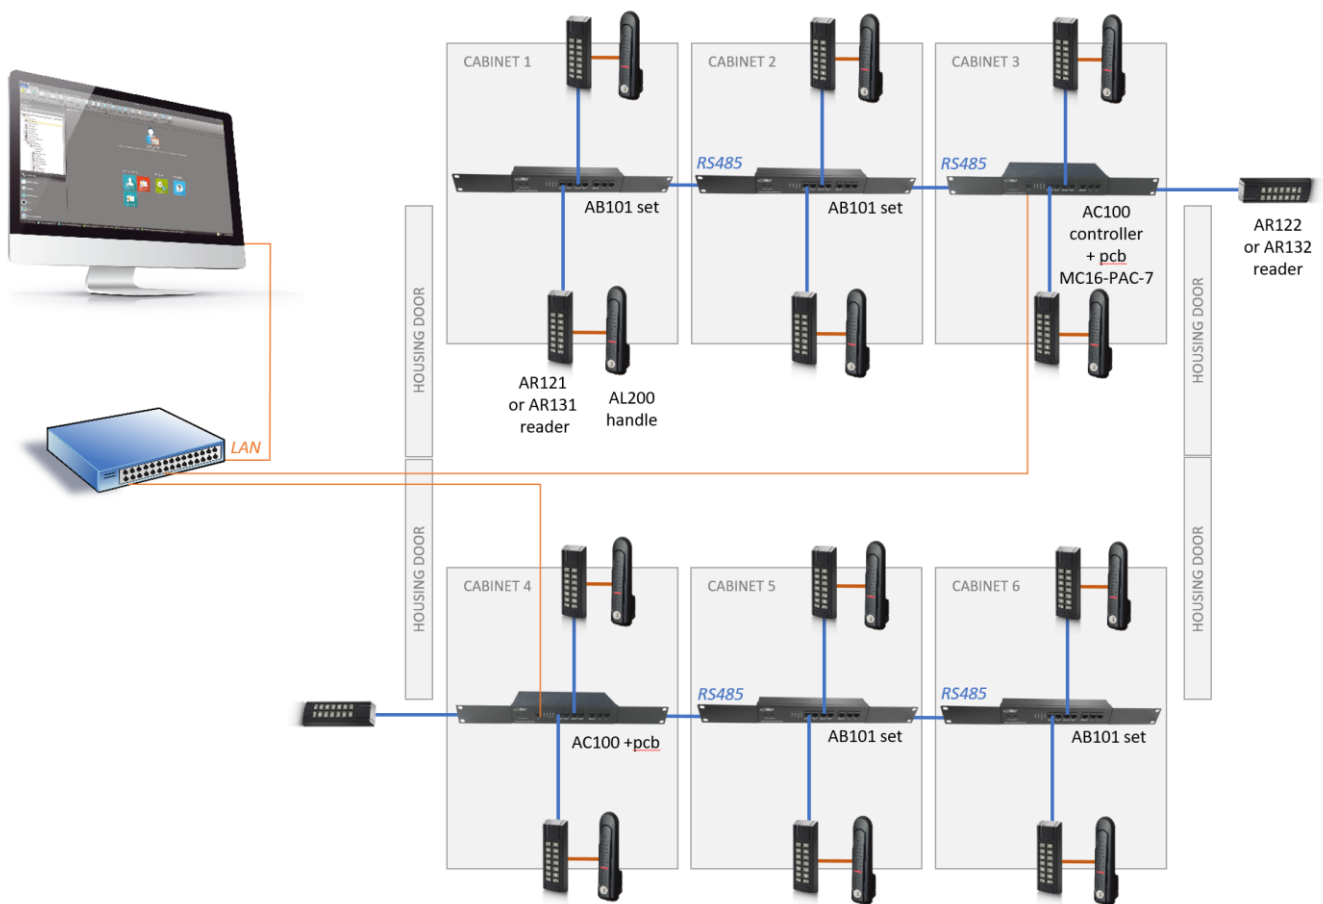 CABINET 1
CABINET 2
CABINET 3
RS485
RS485
AB101 set
AB101 set
AC100
controller
+ pcb
MC16-PAC-7
AR122
or AR132
reader
HOUSING DOOR
HOUSING DOOR
AR121
or AR131
reader
AL200
handle
LAN
HOUSING DOOR
HOUSING DOOR
CABINET 4
CABINET 5
CABINET 6
RS485
RS485
AC100 +pcb
AB101 set
AB101 set